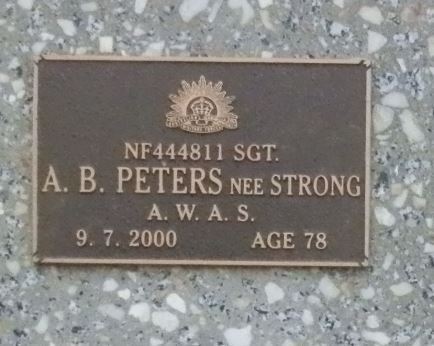 NF444811 SGT.
A. B. PETERS NEE STRONG
A. W. A. S.
9. 7. 2000 AGE 78